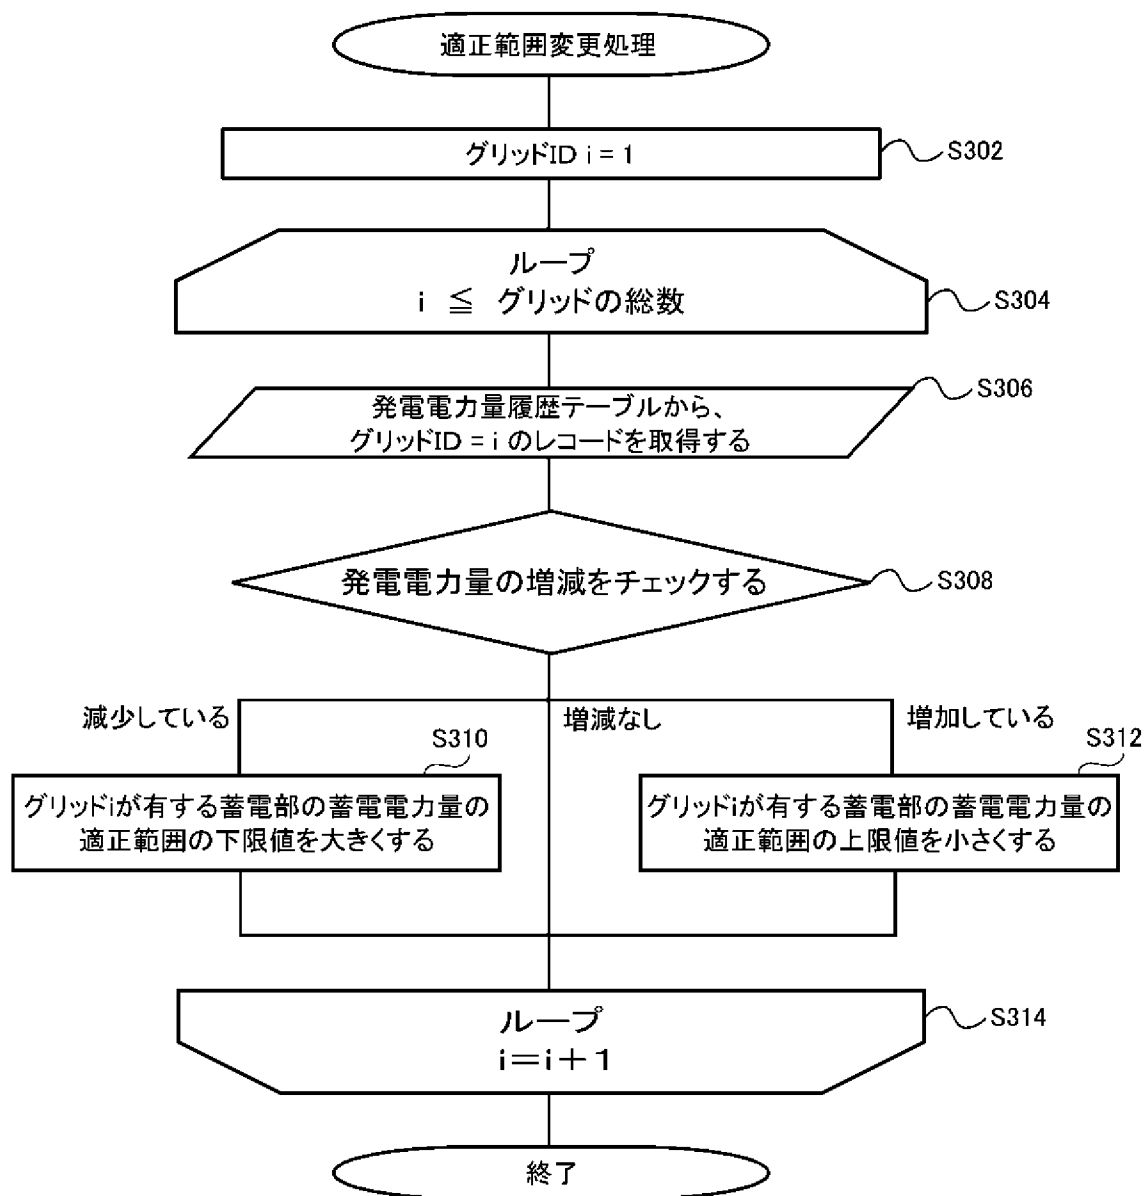 適正範囲変更処理
グリッドID i = 1
S302
ループ
i ≦ グリッドの総数
S304
発電電力量履歴テーブルから、
グリッドID = i のレコードを取得する
S306
発電電力量の増減をチェックする
S308
減少している
増減なし
増加している
S310
グリッドiが有する蓄電部の蓄電電力量の
適正範囲の下限値を大きくする
S312
グリッドiが有する蓄電部の蓄電電力量の
適正範囲の上限値を小さくする
ループ
i=i+1
S314
終了